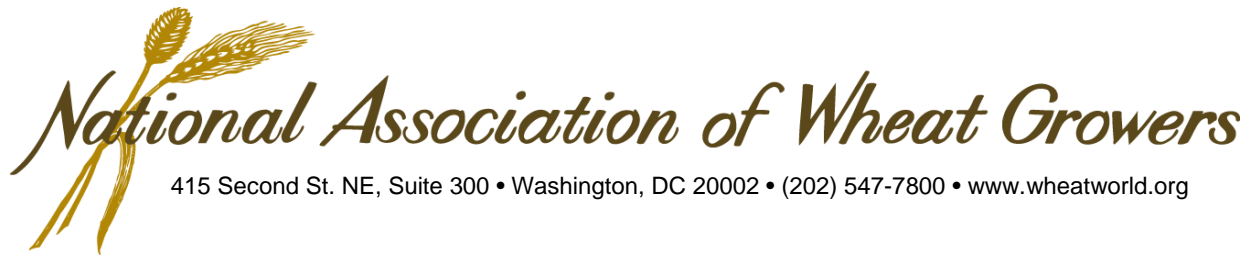 National Association of Wheat Growers
415 Second St. NE, Suite 300 • Washington, DC 20002 • (202) 547-7800 • www.wheatworld.org